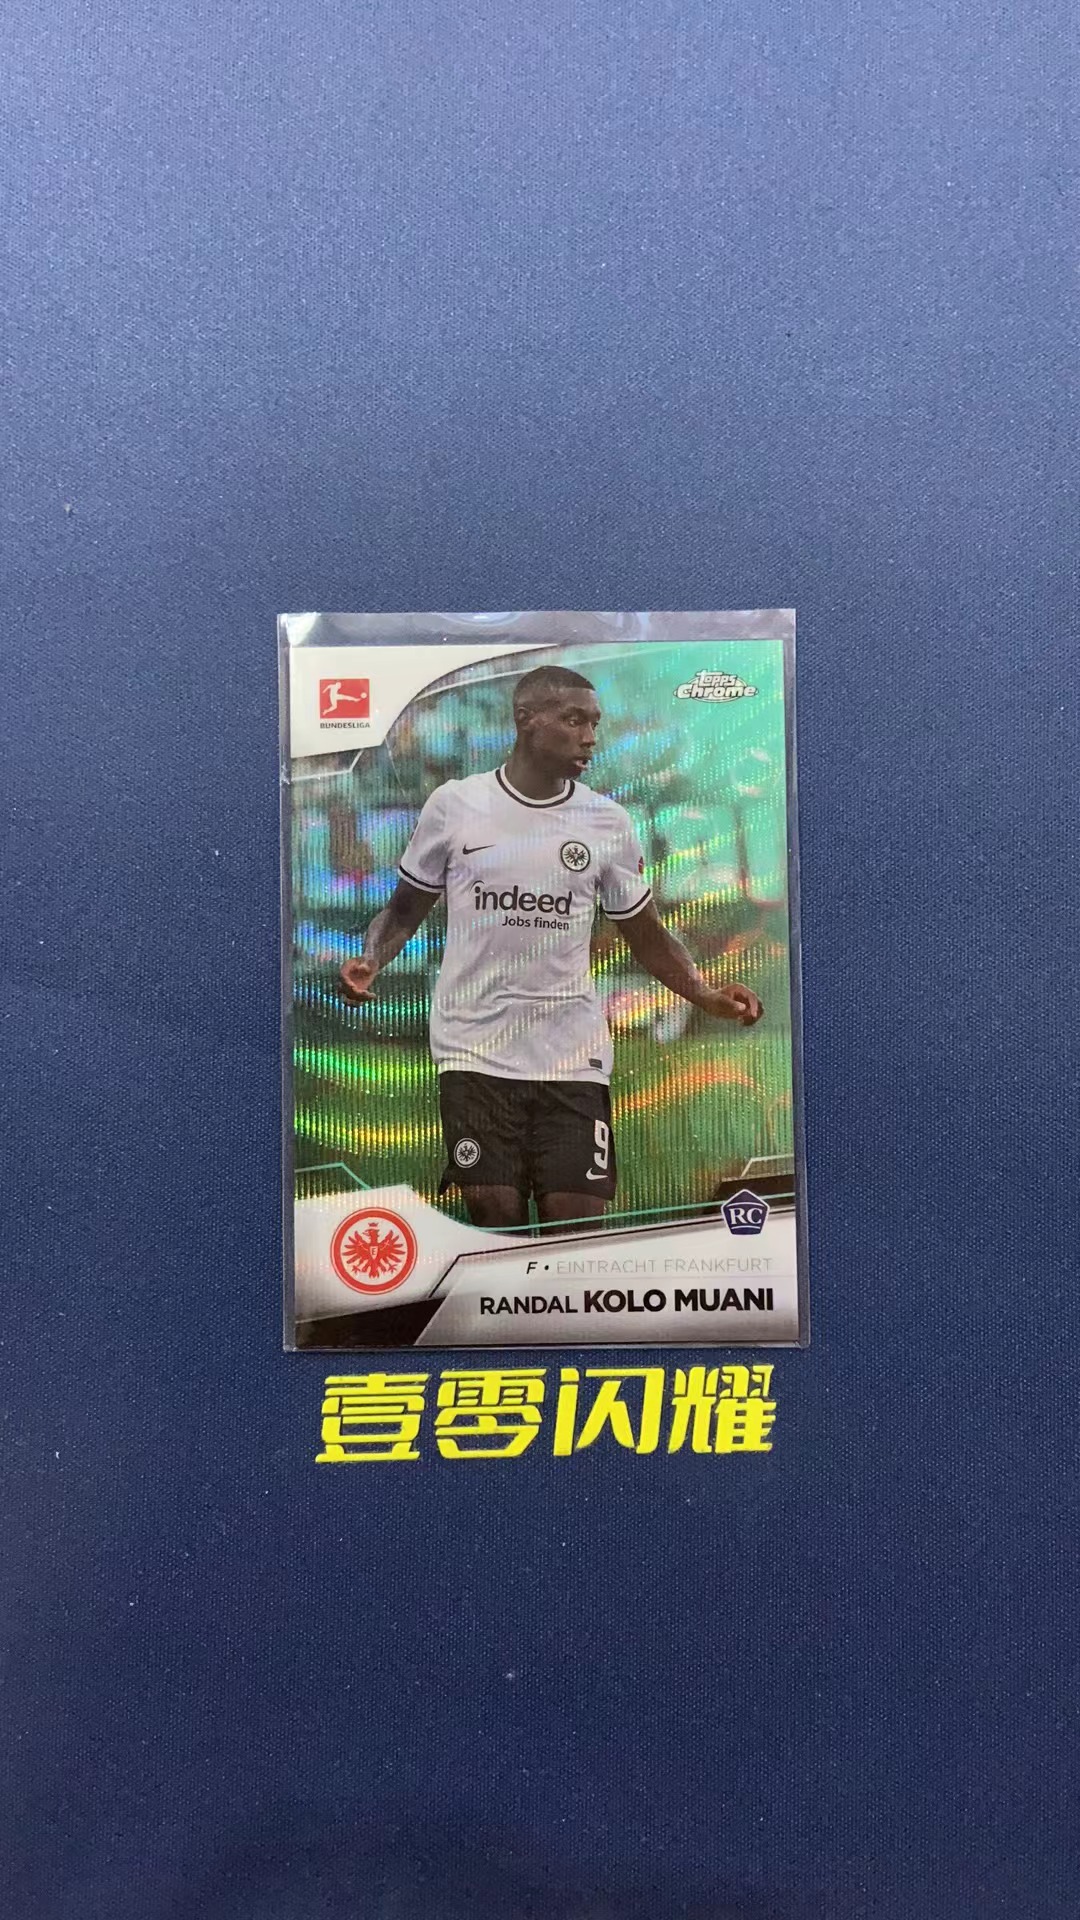 BUNDESLIGA
Topps
Chrome
indeed
Jobs finden
9
RC
F
F • EINTRACHT FRANKFURT
RANDAL KOLO MUANI
壹零闪耀